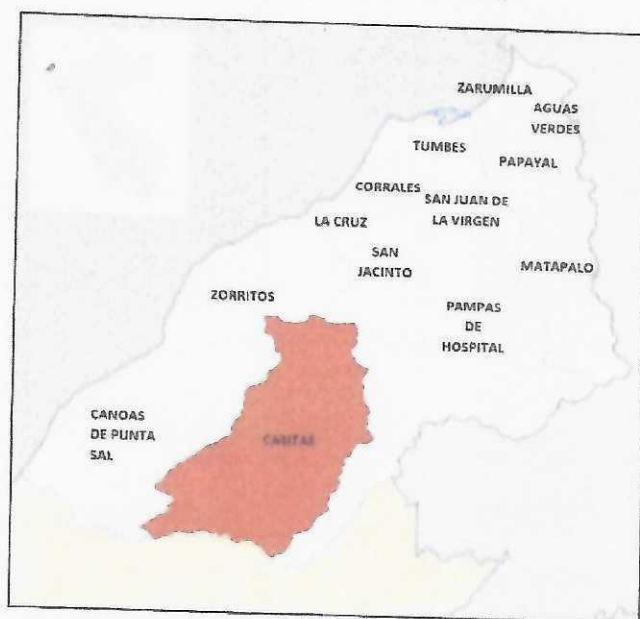 ZARUMILLA
AGUAS
VERDES
TUMBES
PAPAYAL
CORRALES
SAN JUAN DE
LA VIRGEN
LA CRUZ
SAN
JACINTO
MATAPALO
ZORRITOS
PAMPAS
DE
HOSPITAL
CANOAS
DE PUNTA
SAL